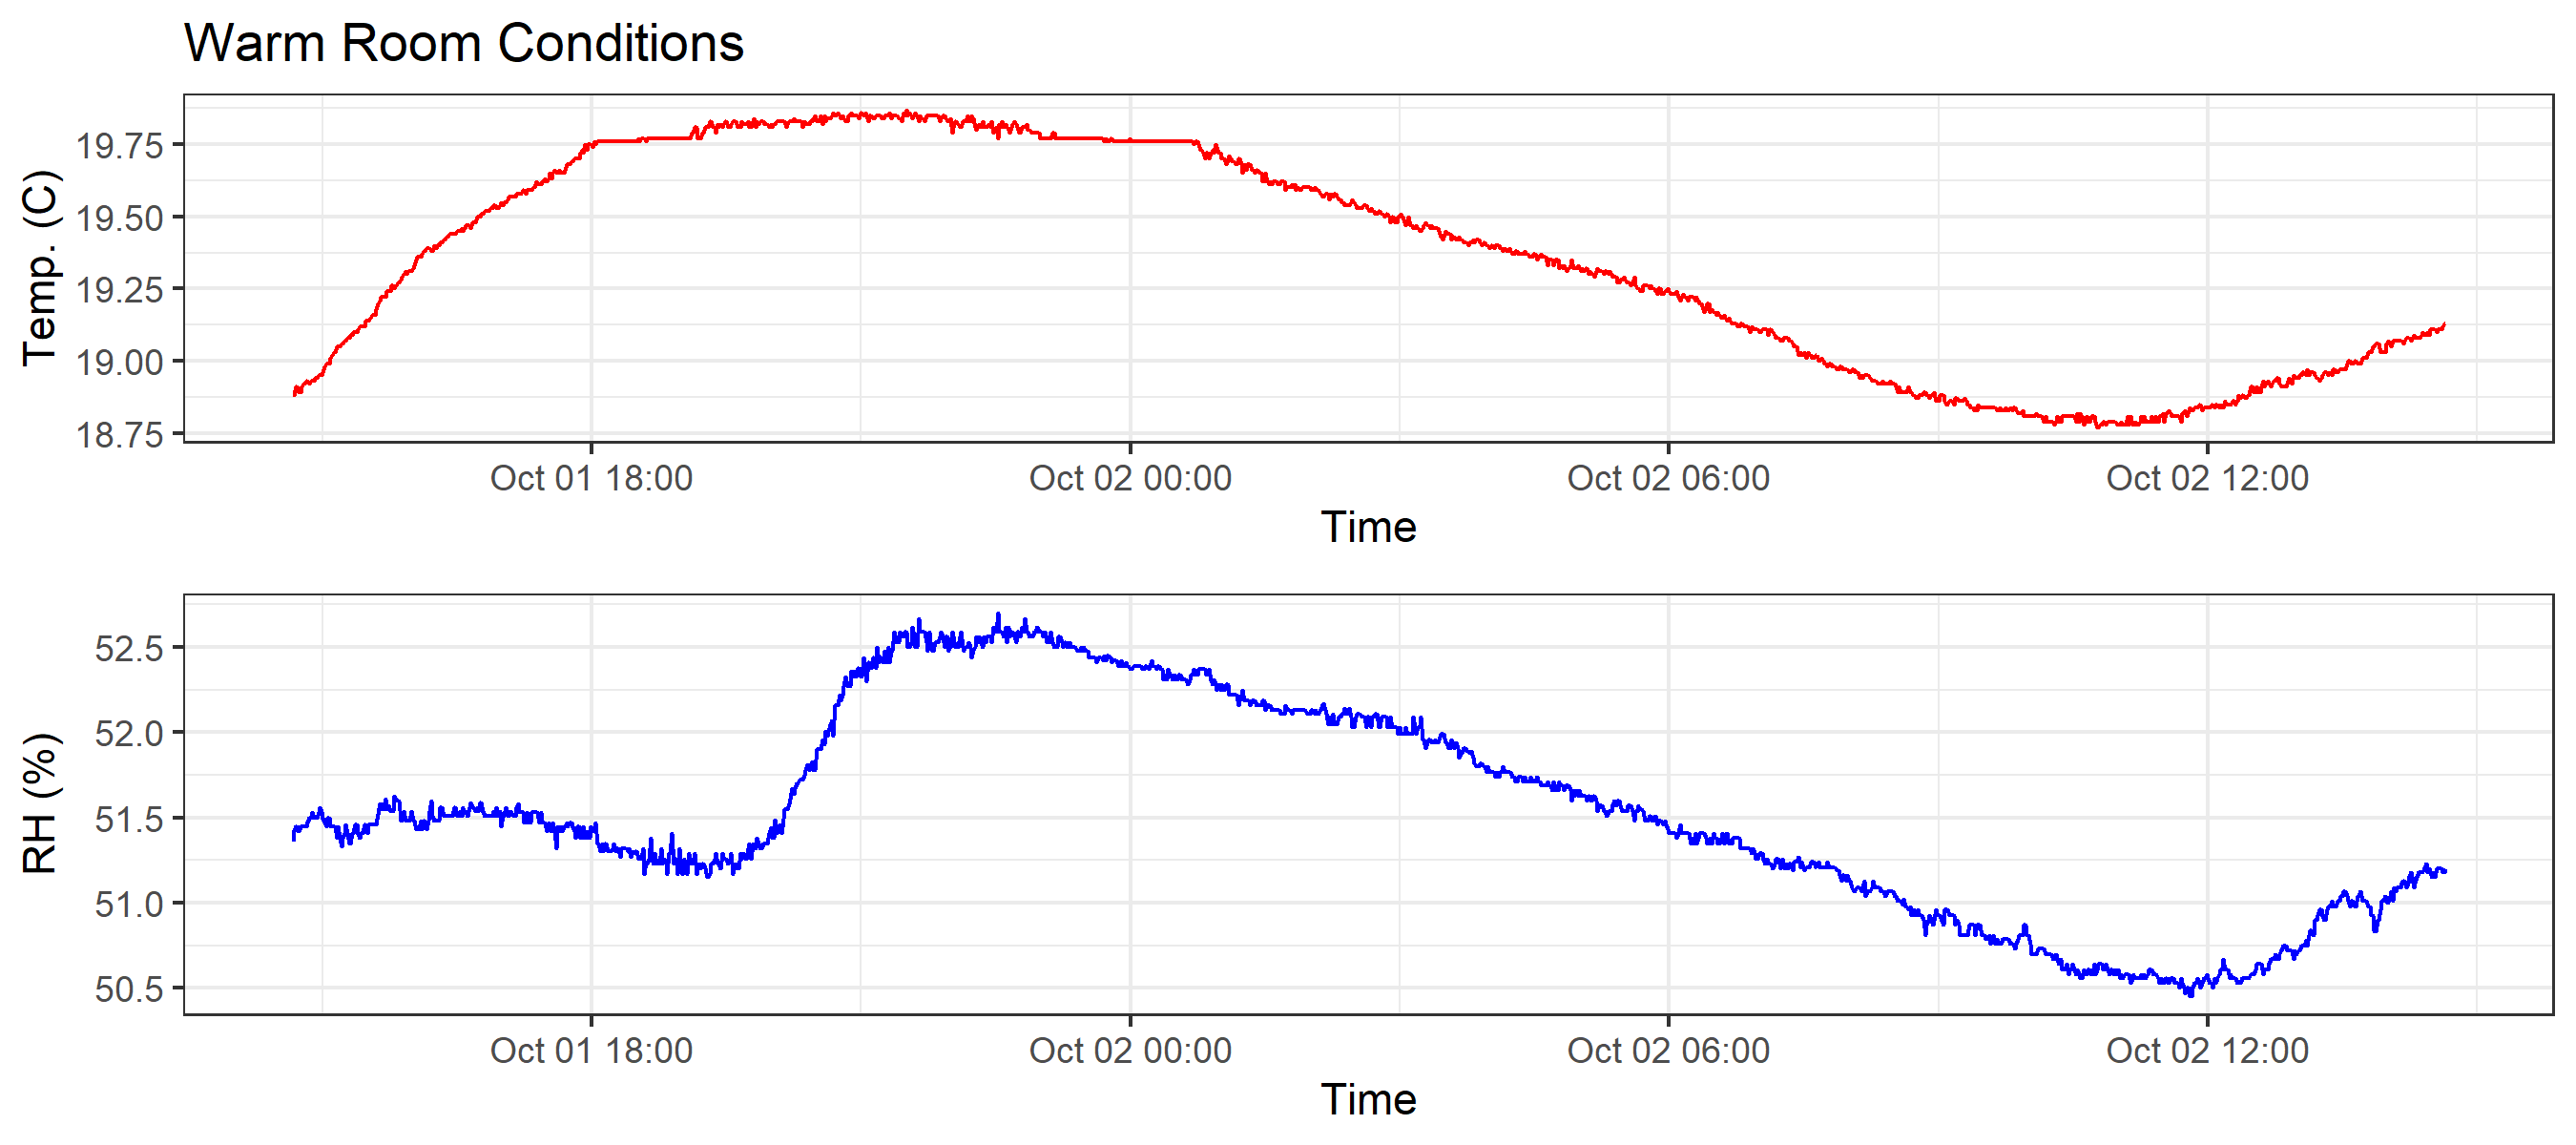 Warm Room Conditions
Temp. (C)
19.75
19.50
19.25
19.00
18.75
Oct 01 18:00 Oct 02 00:00 Oct 02 06:00 Oct 02 12:00
Time
RH (%)
52.5
52.0
51.5
51.0
50.5
Oct 01 18:00 Oct 02 00:00 Oct 02 06:00 Oct 02 12:00
Time